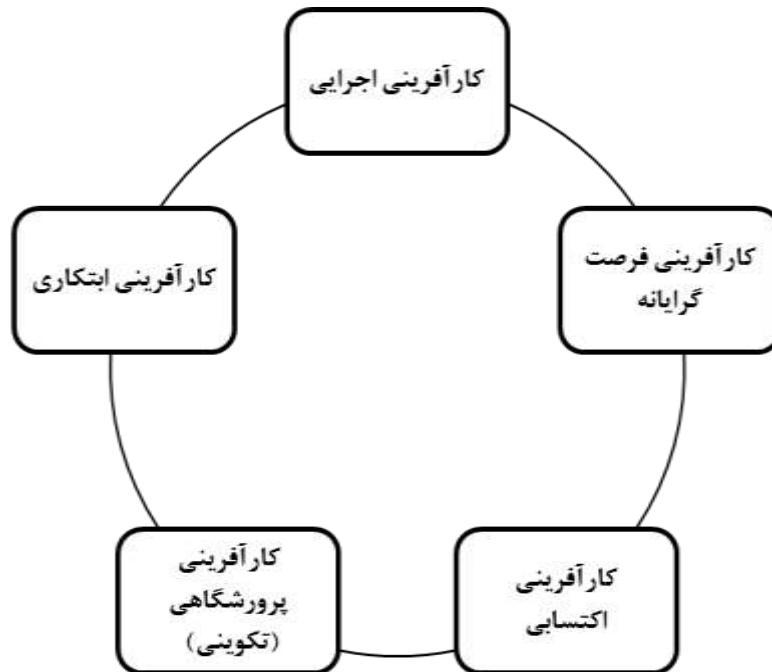 کارآفرینی اجرایی
کارآفرینی فرصت
گرایانه
کارآفرینی
اکتسابی
کارآفرینی
پرورشگاهی
(تکوینی)
کارآفرینی ابتکاری